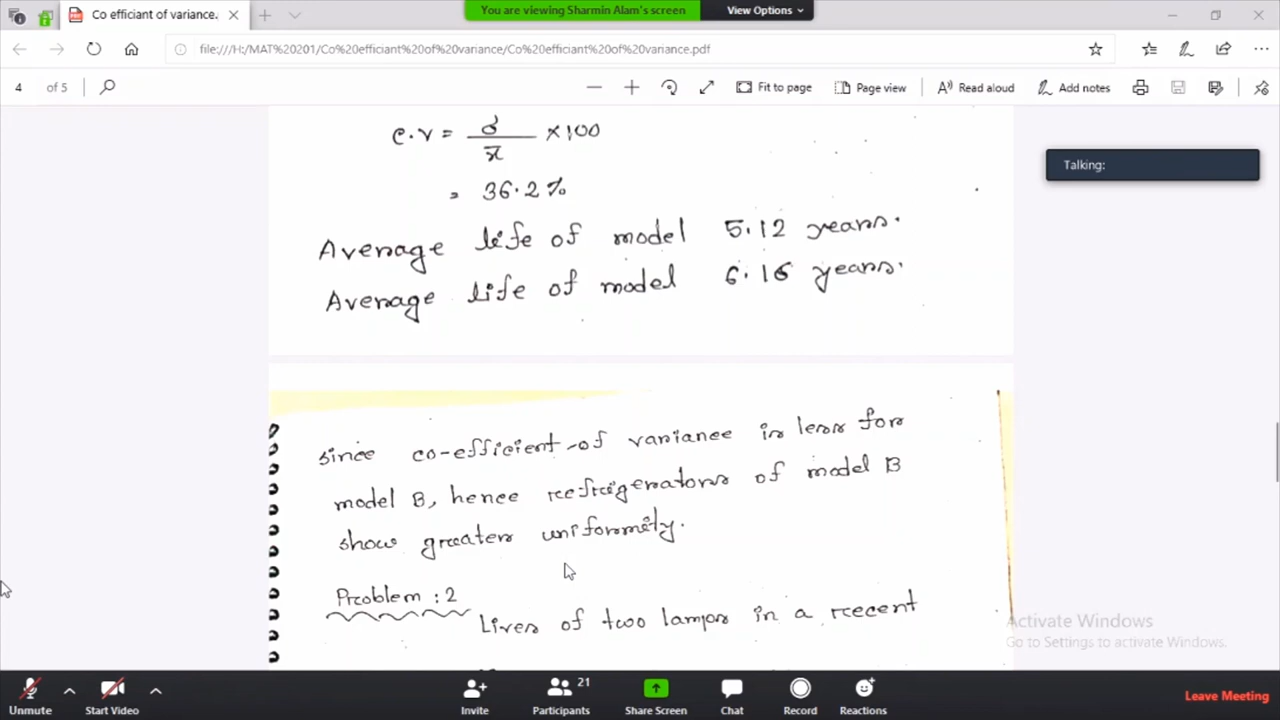 Co efficiant of variance.
You are viewing Sharmin Alam's screen
View Options
file:///H:/MAT%20201/Co%20efficiant%20of%20variance/Co%20efficiant%20of%20variance.pdf
4 of 5
Fit to page
Page view
Read aloud
Add notes
c.v = σ / x̄ ×100
= 36.2%
Talking:
Average life of model 5.12 years.
Average life of model 6.16 years.
since co-efficient of variance is less for
model B, hence refrigerators of model B
show greater uniformity.
Problem : 2
Lives of two lamps in a recent
Activate Windows
Go to Settings to activate Windows.
Unmute
Start Video
Invite
21
Participants
Share Screen
Chat
Record
Reactions
Leave Meeting